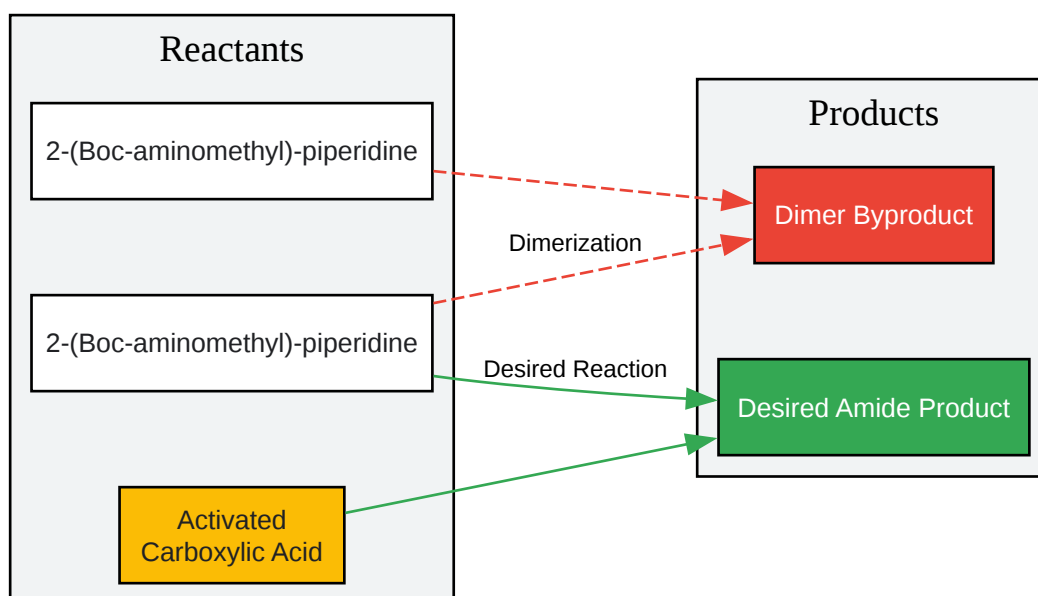 Reactants
2-(Boc-aminomethyl)-piperidine
2-(Boc-aminomethyl)-piperidine
Activated
Carboxylic Acid
Dimerization
Desired Reaction
Products
Dimer Byproduct
Desired Amide Product